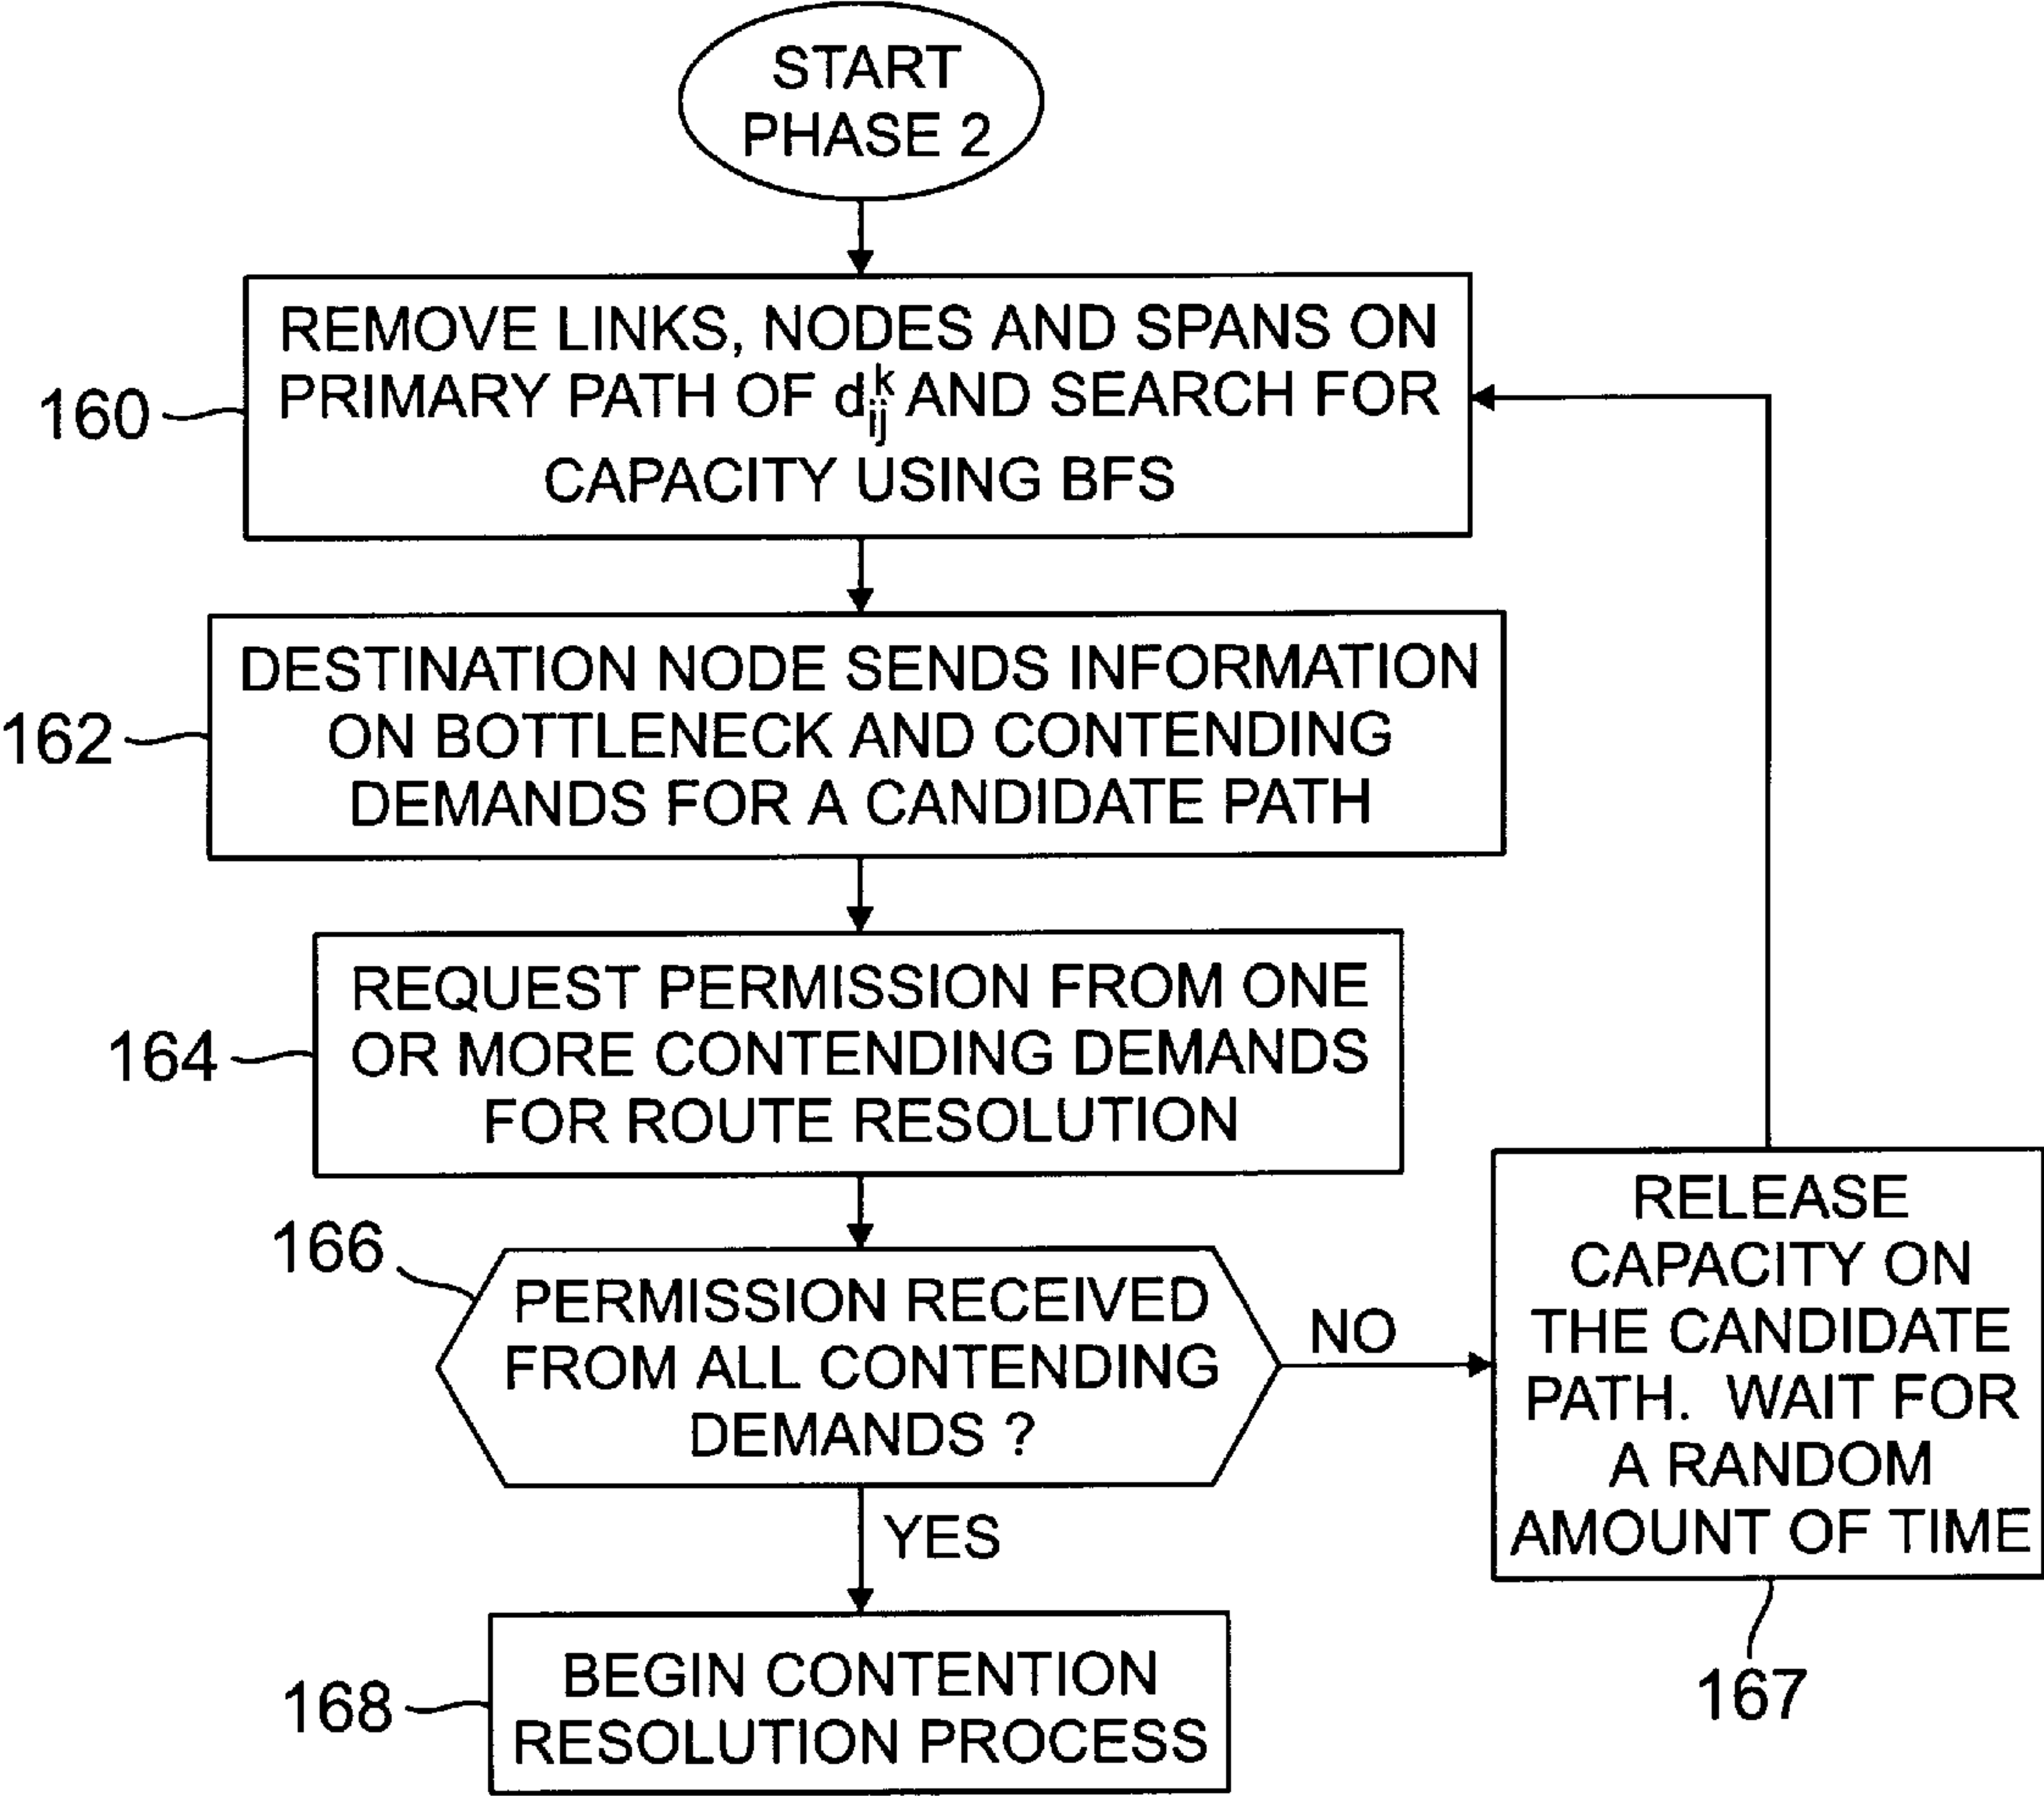 START
PHASE 2
REMOVE LINKS, NODES AND SPANS ON
160
PRIMARY PATH OF d_{ij}^{k} AND SEARCH FOR
CAPACITY USING BFS
DESTINATION NODE SENDS INFORMATION
162
ON BOTTLENECK AND CONTENDING
DEMANDS FOR A CANDIDATE PATH
REQUEST PERMISSION FROM ONE
164
OR MORE CONTENDING DEMANDS
FOR ROUTE RESOLUTION
166
PERMISSION RECEIVED
FROM ALL CONTENDING
DEMANDS ?
NO
RELEASE
CAPACITY ON
THE CANDIDATE
PATH. WAIT FOR
A RANDOM
AMOUNT OF TIME
167
YES
168
BEGIN CONTENTION
RESOLUTION PROCESS